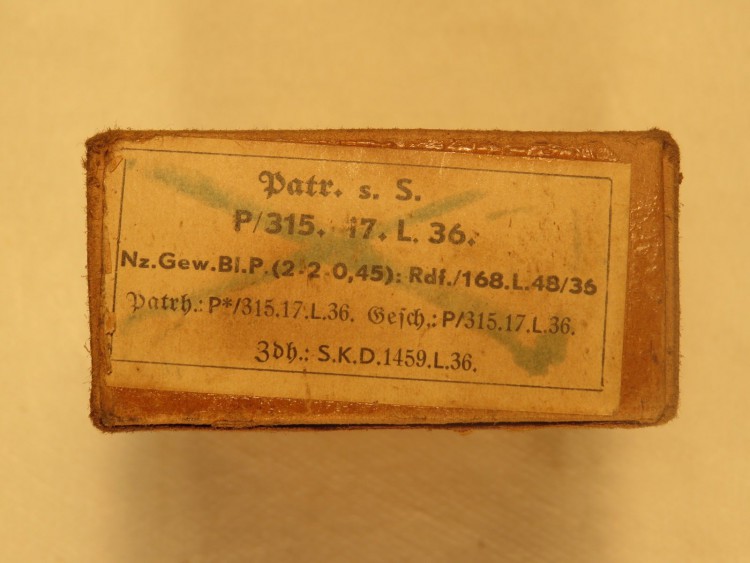 Patr. s. S.
P/315. 17. L. 36.
Nz.Gew.Bl.P.(2·2·0,45): Rdf./168.L.48/36
Patrh.: P*/315.17.L.36. Gesch.: P/315.17.L.36.
Zdh.: S.K.D.1459.L.36.